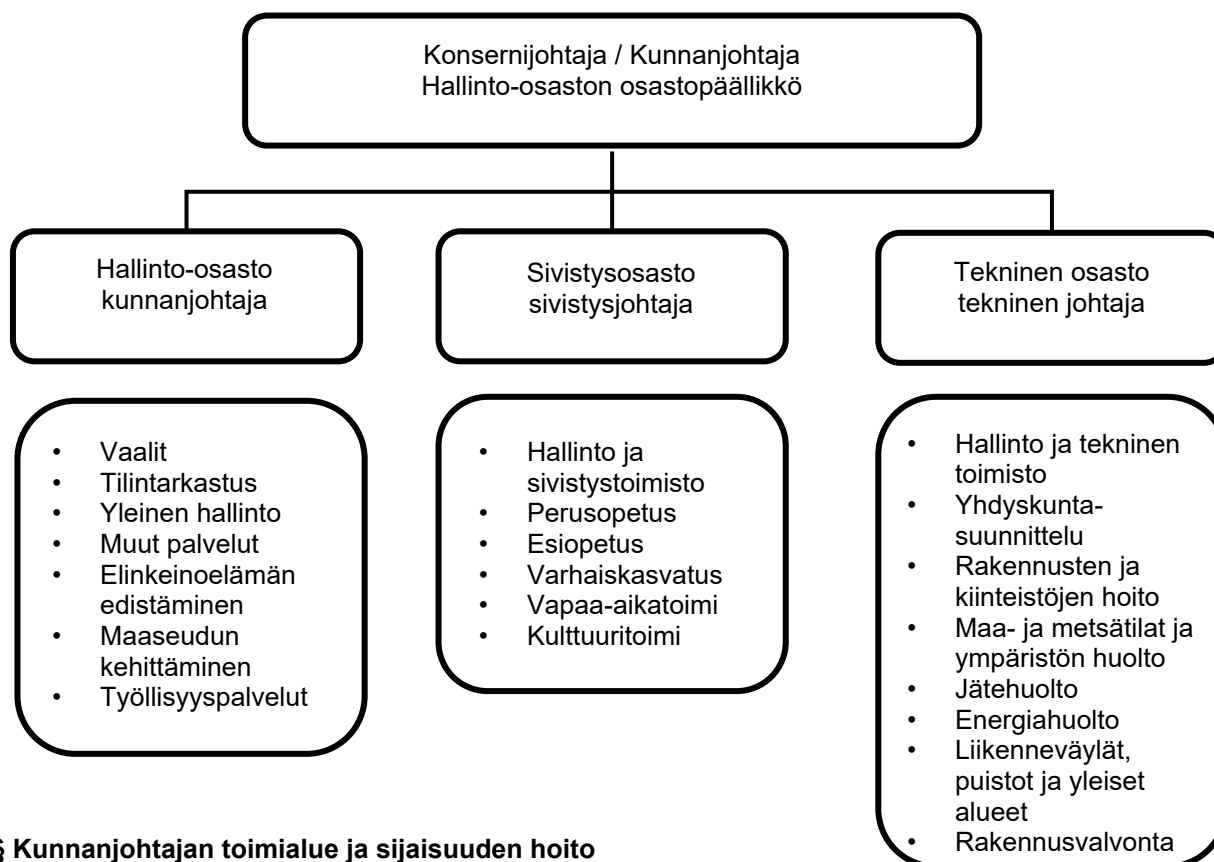 Konsernijohtaja / Kunnanjohtaja
Hallinto-osaston osastopäällikkö
Hallinto-osasto
kunnanjohtaja
Sivistysosasto
sivistysjohtaja
Tekninen osasto
tekninen johtaja
• Vaalit
• Tilintarkastus
• Yleinen hallinto
• Muut palvelut
• Elinkeinoelämän
edistäminen
• Maaseudun
kehittäminen
• Työllisyyspalvelut
• Hallinto ja
sivistystoimisto
• Perusopetus
• Esiopetus
• Varhaiskasvatus
• Vapaa-aikatoimi
• Kulttuuritoimi
• Hallinto ja tekninen
toimisto
• Yhdyskunta-
suunnittelu
• Rakennusten ja
kiinteistöjen hoito
• Maa- ja metsätilat ja
ympäristön huolto
• Jätehuolto
• Energiahuolto
• Liikenneväylät,
puistot ja yleiset
alueet
• Rakennusvalvonta
§ Kunnanjohtajan toimialue ja sijaisuuden hoito